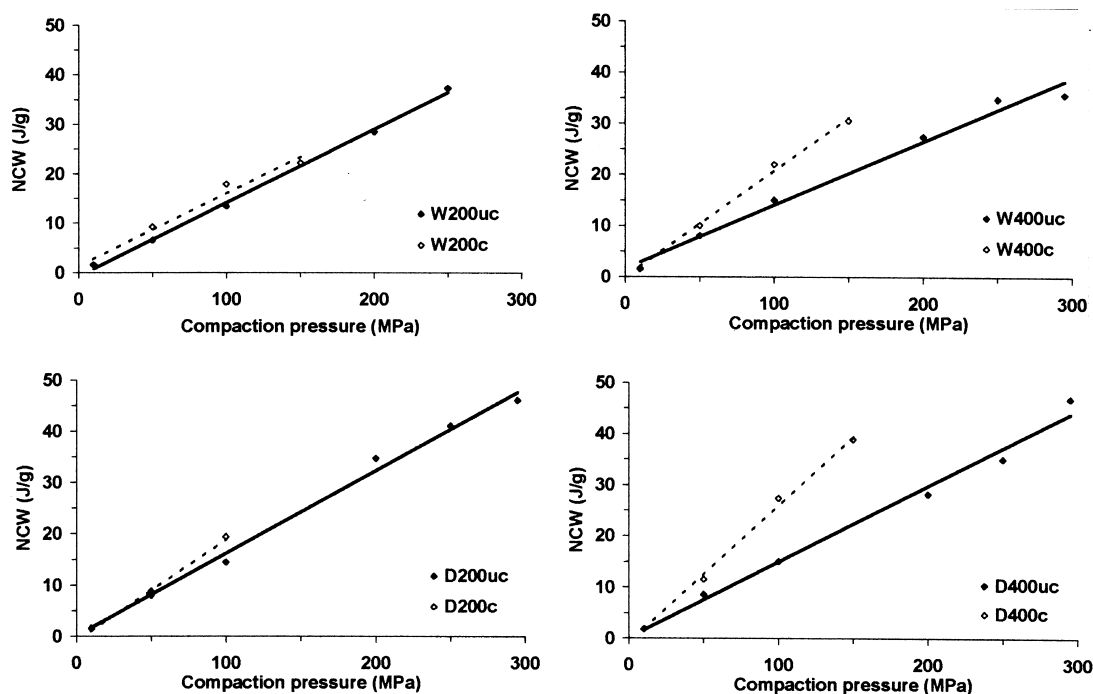 50
40
30
20
10
0
NCW (J/g)
W200uc
W200c
0 100 200 300
Compaction pressure (MPa)
50
40
30
20
10
0
NCW (J/g)
W400uc
W400c
0 100 200 300
Compaction pressure (MPa)
50
40
30
20
10
0
NCW (J/g)
D200uc
D200c
0 100 200 300
Compaction pressure (MPa)
50
40
30
20
10
0
NCW (J/g)
D400uc
D400c
0 100 200 300
Compaction pressure (MPa)